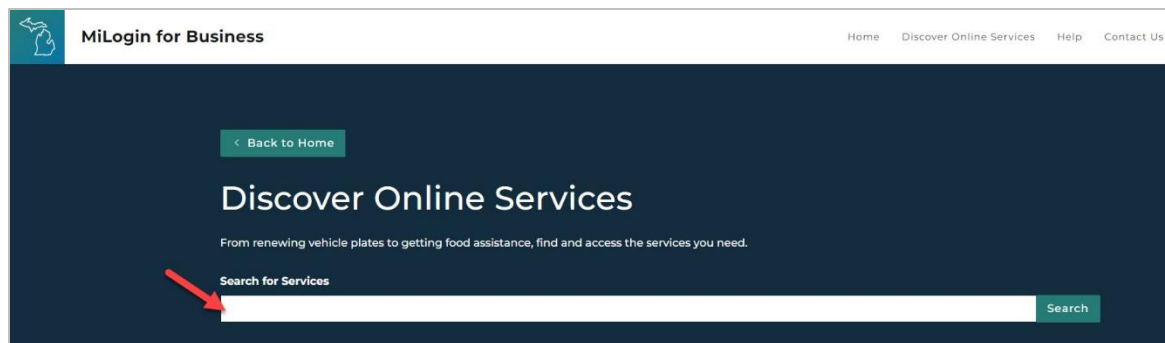 MiLogin for Business
Home Discover Online Services Help Contact Us
< Back to Home
Discover Online Services
From renewing vehicle plates to getting food assistance, find and access the services you need.
Search for Services
Search